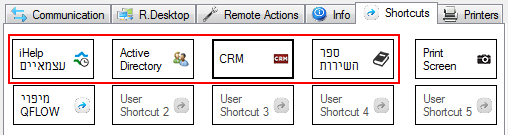 Communication
R.Desktop
Remote Actions
Info
Shortcuts
Printers
iHelp
עצמאיים
Active
Directory
CRM
CRM
ספר
השירות
Print
Screen
מיפוי
QFLOW
User
Shortcut 2
User
Shortcut 3
User
Shortcut 4
User
Shortcut 5